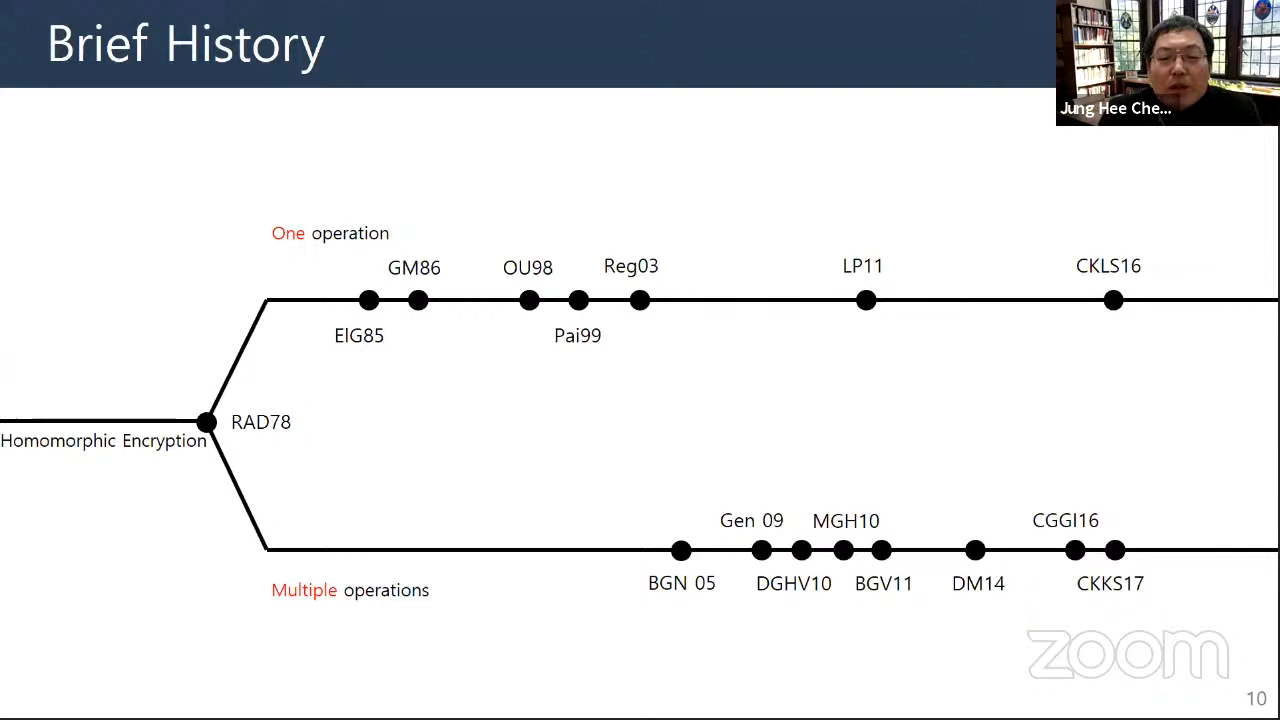 Brief History
Jung Hee Che...
One operation
GM86
OU98
Reg03
LP11
CKLS16
ElG85
Pai99
RAD78
Homomorphic Encryption
Gen 09
MGH10
CGGI16
BGN 05
DGHV10
BGV11
DM14
CKKS17
Multiple operations
zoom
10